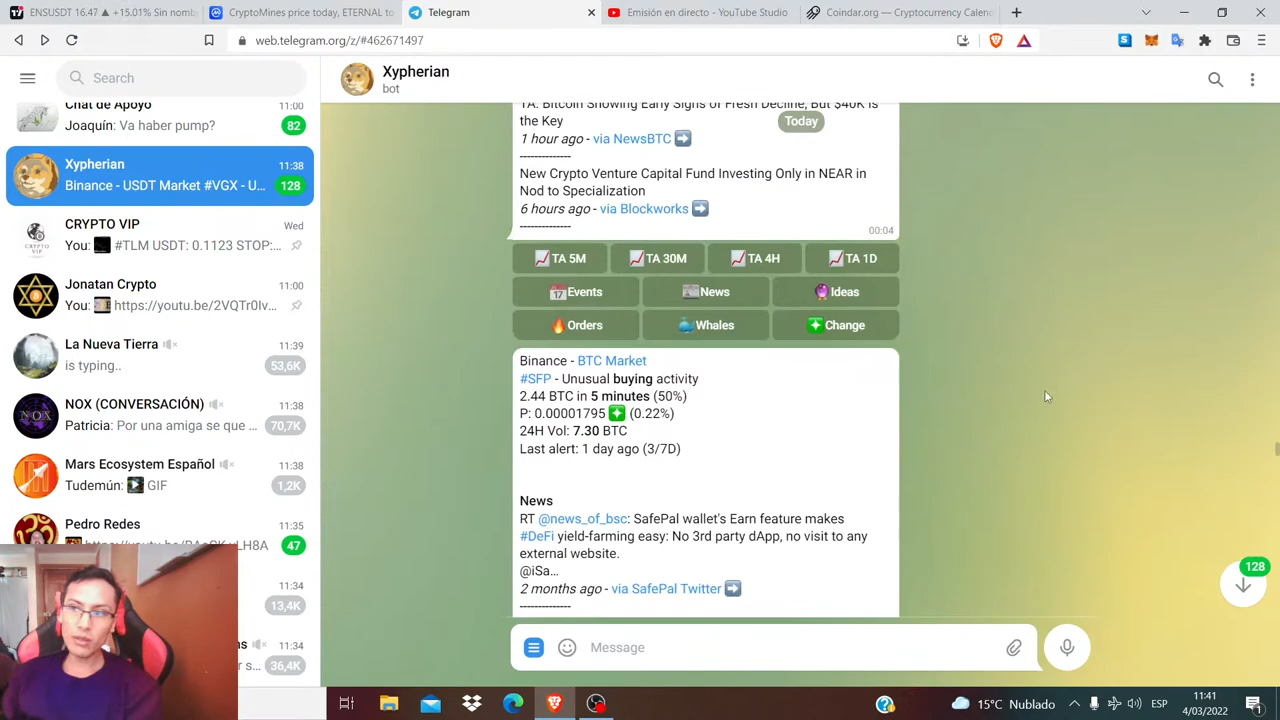 ENSUSDT 16.47 ▲ +15.01% Sin nomb
CryptoMines price today, ETERNAL to
Telegram
Emisión en directo - YouTube Studio
Coindar.org — Cryptocurrency Calend
web.telegram.org/z/#462671497
Search
Xypherian
bot
Chat de Apoyo 11:00
Joaquín: Va haber pump? 82
Xypherian 11:38
Binance - USDT Market #VGX - U... 128
CRYPTO VIP Wed
You: #TLM USDT: 0.1123 STOP:...
Jonatan Crypto 11:00
You: https://youtu.be/2VQTr0Iv...
La Nueva Tierra 11:39
is typing.. 53,6K
NOX (CONVERSACIÓN) 11:38
Patricia: Por una amiga se que ... 70,7K
Mars Ecosystem Español 11:38
Tudemún: GIF 1,2K
Pedro Redes 11:35
47
11:34
13,4K
11:34
36,4K
TA: Bitcoin Showing Early Signs of Fresh Decline, But $40K is
the Key
Today
1 hour ago - via NewsBTC
--------------
New Crypto Venture Capital Fund Investing Only in NEAR in
Nod to Specialization
6 hours ago - via Blockworks
--------------
00:04
TA 5M TA 30M TA 4H TA 1D
Events News Ideas
Orders Whales Change
Binance - BTC Market
#SFP - Unusual buying activity
2.44 BTC in 5 minutes (50%)
P: 0.00001795 (0.22%)
24H Vol: 7.30 BTC
Last alert: 1 day ago (3/7D)
News
RT @news_of_bsc: SafePal wallet's Earn feature makes
#DeFi yield-farming easy: No 3rd party dApp, no visit to any
external website.
@iSa...
2 months ago - via SafePal Twitter
--------------
128
Message
15°C Nublado
ESP
11:41
4/03/2022